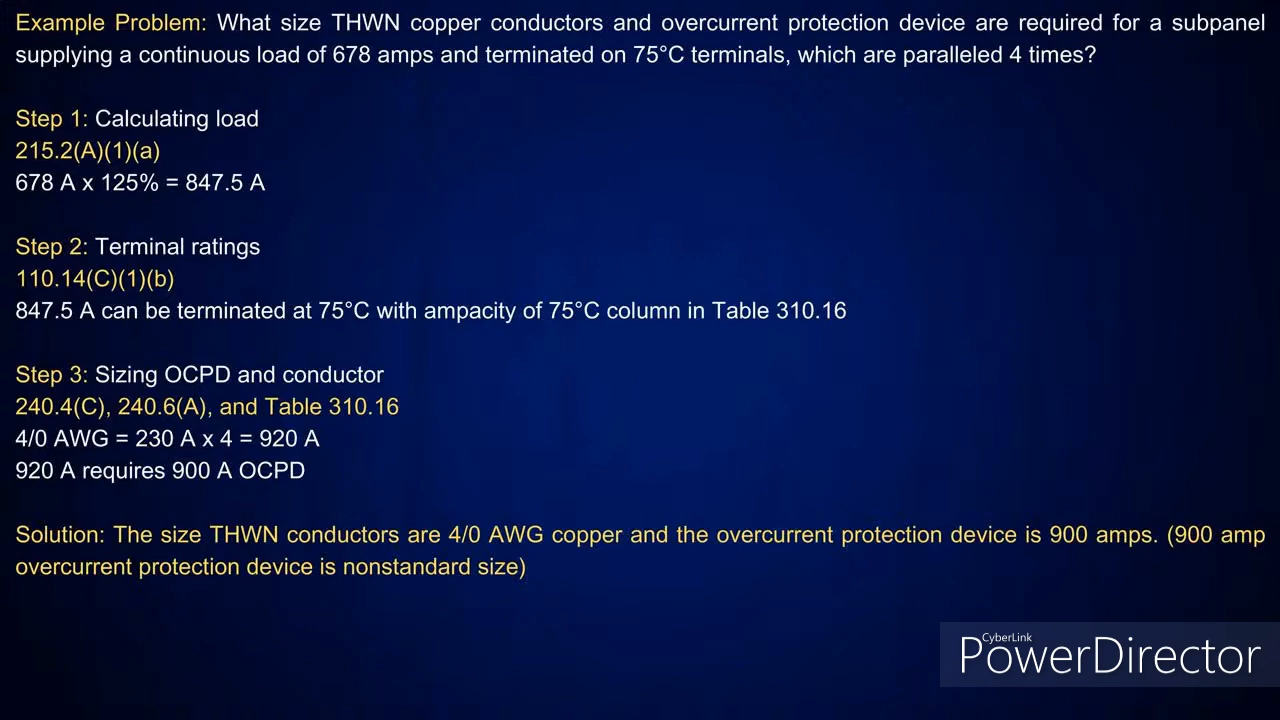 Example Problem: What size THWN copper conductors and overcurrent protection device are required for a subpanel
supplying a continuous load of 678 amps and terminated on 75°C terminals, which are paralleled 4 times?
Step 1: Calculating load
215.2(A)(1)(a)
678 A x 125% = 847.5 A
Step 2: Terminal ratings
110.14(C)(1)(b)
847.5 A can be terminated at 75°C with ampacity of 75°C column in Table 310.16
Step 3: Sizing OCPD and conductor
240.4(C), 240.6(A), and Table 310.16
4/0 AWG = 230 A x 4 = 920 A
920 A requires 900 A OCPD
Solution: The size THWN conductors are 4/0 AWG copper and the overcurrent protection device is 900 amps. (900 amp
overcurrent protection device is nonstandard size)
CyberLink
PowerDirector